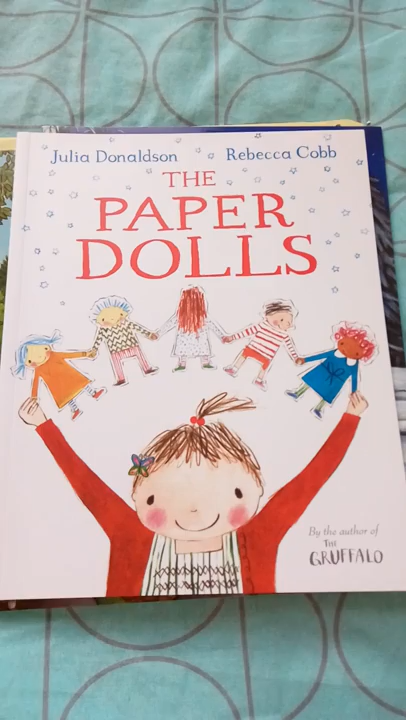 Julia Donaldson Rebecca Cobb
THE
PAPER
DOLLS
By the author of
THE
GRUFFALO